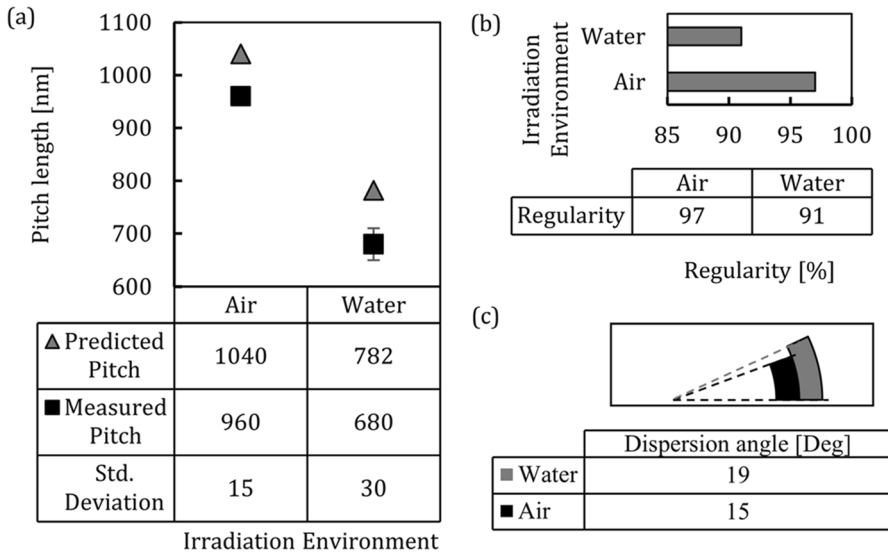 (a)
Pitch length [nm]
1100
1000
900
800
700
600
Air Water
Predicted Pitch 1040 782
Measured Pitch 960 680
Std. Deviation 15 30
Irradiation Environment
(b)
Irradiation
Environment
Water
Air
85 90 95 100
Air Water
Regularity 97 91
Regularity [%]
(c)
Dispersion angle [Deg]
Water 19
Air 15